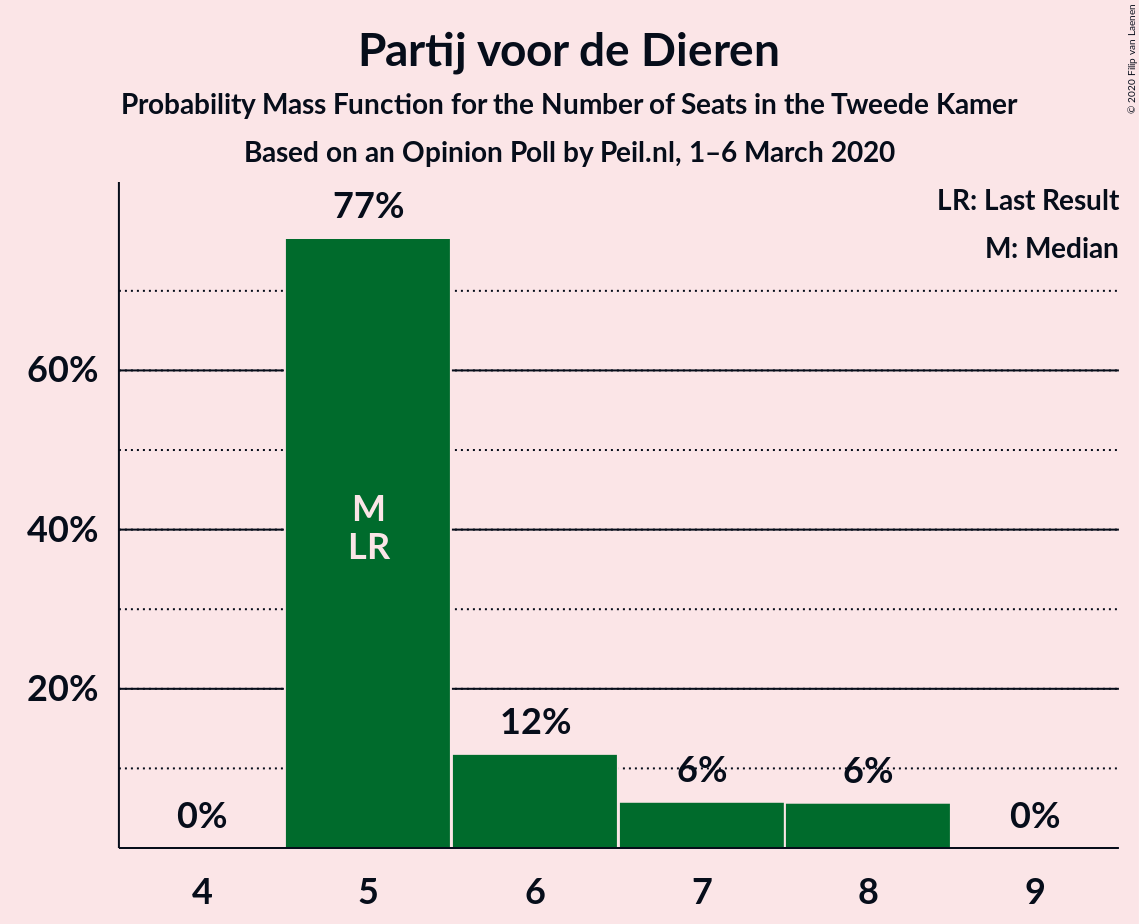 Partij voor de Dieren
Probability Mass Function for the Number of Seats in the Tweede Kamer
Based on an Opinion Poll by Peil.nl, 1–6 March 2020
© 2020 Filip van Laenen
LR: Last Result
M: Median
77%
60%
M
40%
LR
20%
12%
6%
6%
0%
0%
4 5 6 7 8 9